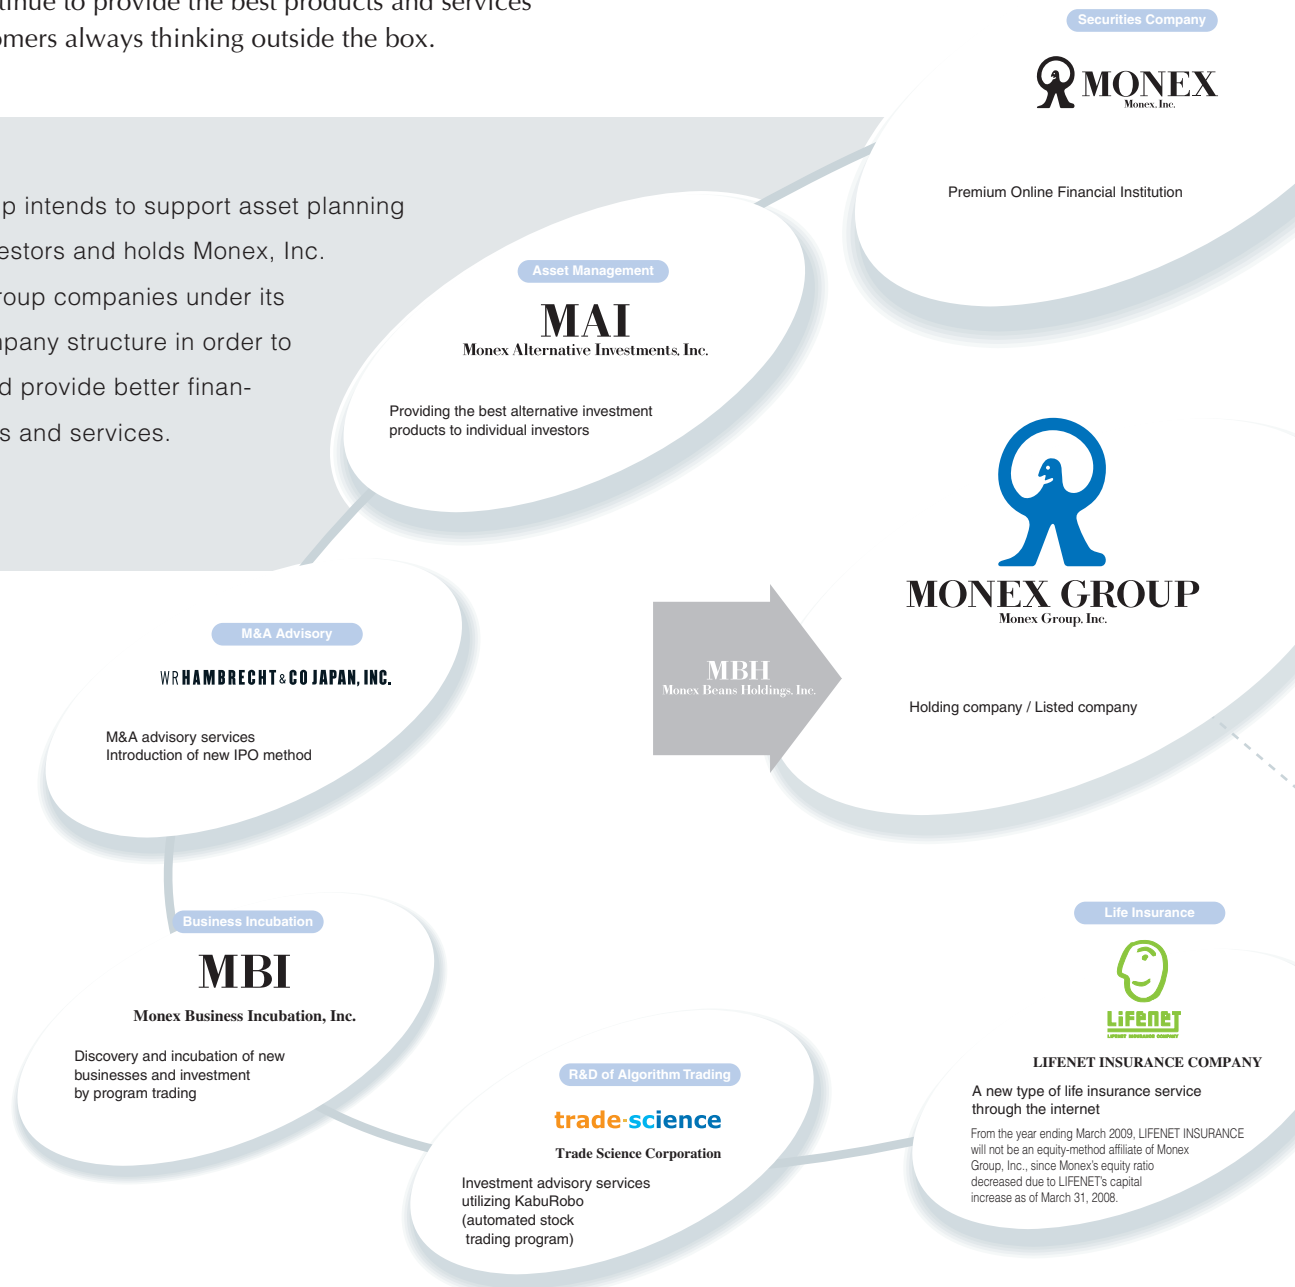 tinue to provide the best products and services
omers always thinking outside the box.
p intends to support asset planning
estors and holds Monex, Inc.
roup companies under its
mpany structure in order to
d provide better finan-
s and services.
Securities Company
MONEX
Monex, Inc.
Premium Online Financial Institution
Asset Management
MAI
Monex Alternative Investments, Inc.
Providing the best alternative investment
products to individual investors
MONEX GROUP
Monex Group, Inc.
Holding company / Listed company
MBH
Monex Beans Holdings, Inc.
M&A Advisory
WR HAMBRECHT & CO JAPAN, INC.
M&A advisory services
Introduction of new IPO method
Business Incubation
MBI
Monex Business Incubation, Inc.
Discovery and incubation of new
businesses and investment
by program trading
R&D of Algorithm Trading
trade·science
Trade Science Corporation
Investment advisory services
utilizing KabuRobo
(automated stock
trading program)
Life Insurance
LiFENET
LIFENET INSURANCE COMPANY
LIFENET INSURANCE COMPANY
A new type of life insurance service
through the internet
From the year ending March 2009, LIFENET INSURANCE
will not be an equity-method affiliate of Monex
Group, Inc., since Monex's equity ratio
decreased due to LIFENET's capital
increase as of March 31, 2008.